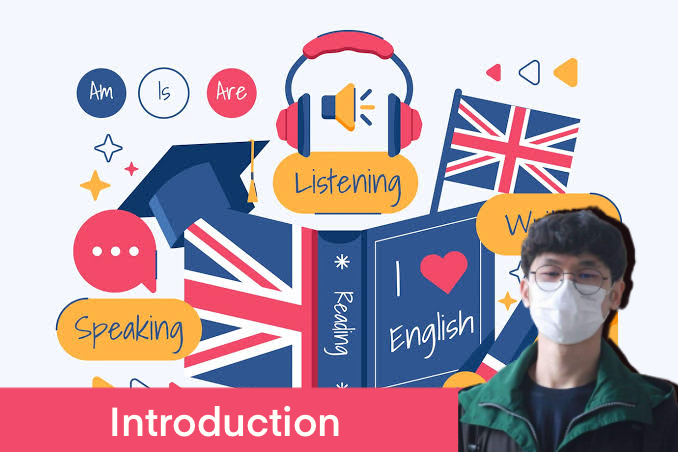 Am
Is
Are
Listening
Speaking
Reading
I
English
Introduction